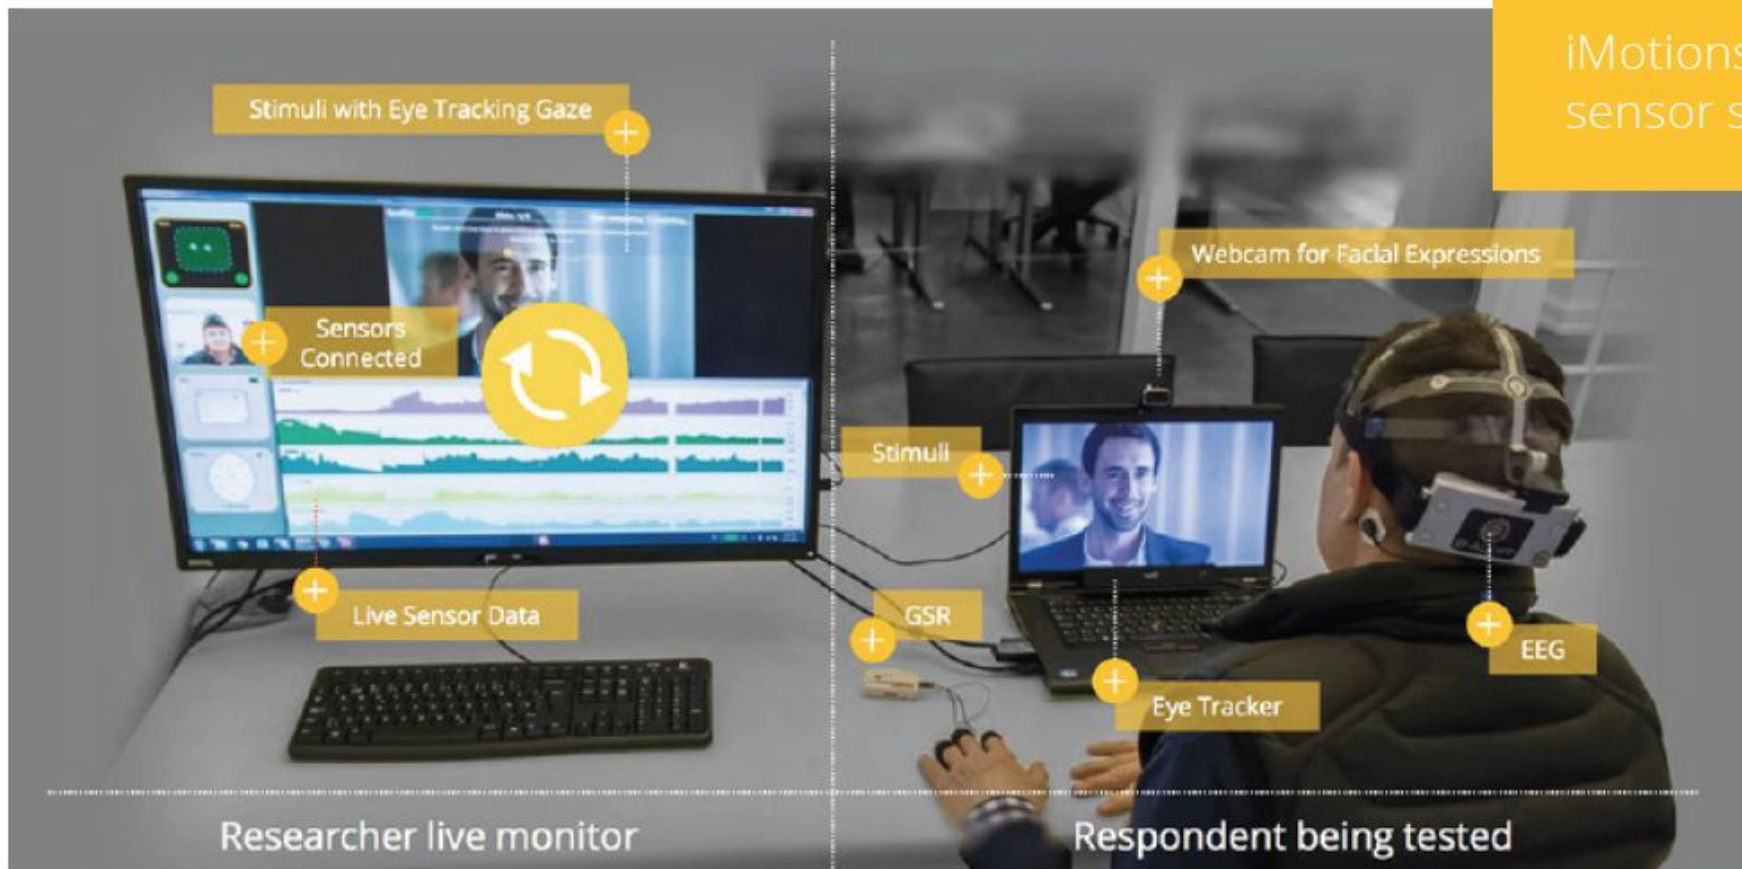 iMotions
sensor s
Stimuli with Eye Tracking Gaze
Webcam for Facial Expressions
Sensors
Connected
Stimuli
Live Sensor Data
GSR
EEG
Eye Tracker
Researcher live monitor
Respondent being tested